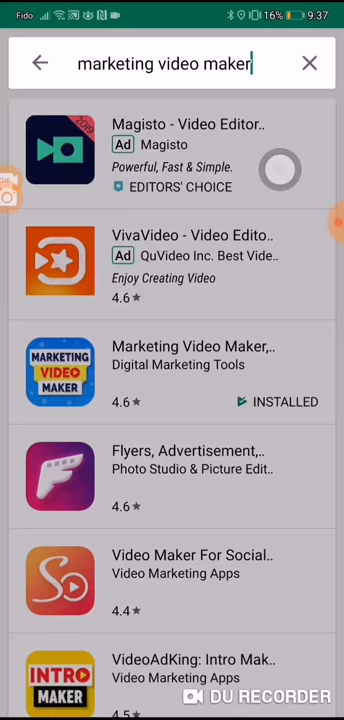 Fido
16%
9:37
marketing video maker
2019
Magisto - Video Editor..
Ad Magisto
Powerful, Fast & Simple.
EDITORS' CHOICE
VivaVideo - Video Edito..
Ad QuVideo Inc. Best Vide..
Enjoy Creating Video
4.6★
MARKETING
VIDEO
MAKER
Marketing Video Maker,..
Digital Marketing Tools
4.6★
INSTALLED
Flyers, Advertisement,..
Photo Studio & Picture Edit..
4.6★
Video Maker For Social..
Video Marketing Apps
4.4★
INTRO
MAKER
VideoAdKing: Intro Mak..
Video Marketing Apps
4.5★
DU RECORDER